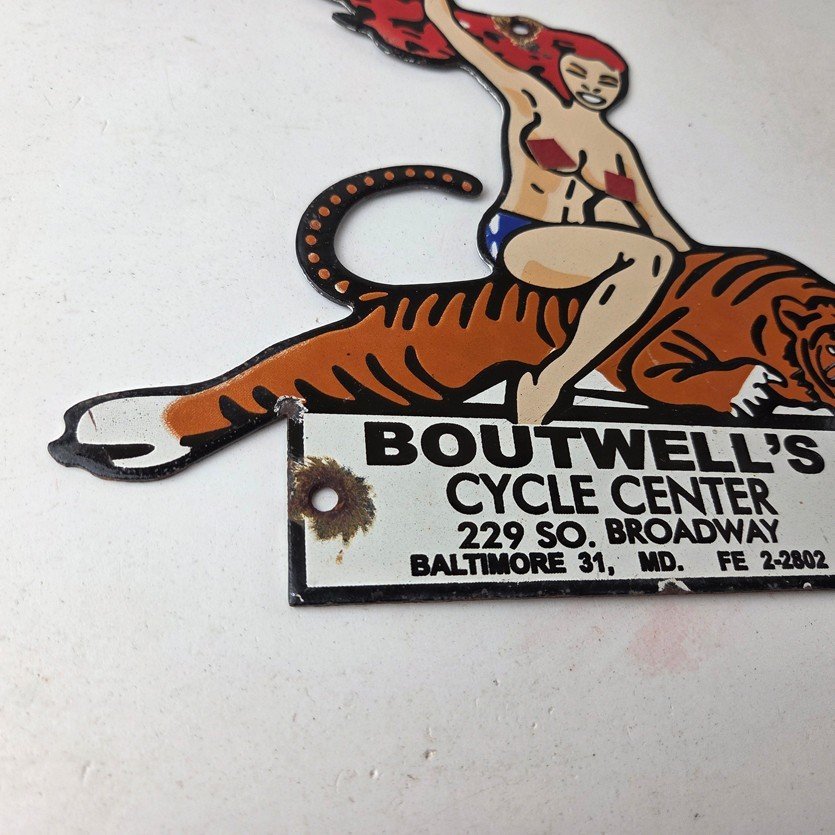 BOUTWELL'S
CYCLE CENTER
229 SO. BROADWAY
BALTIMORE 31, MD. FE 2-2802